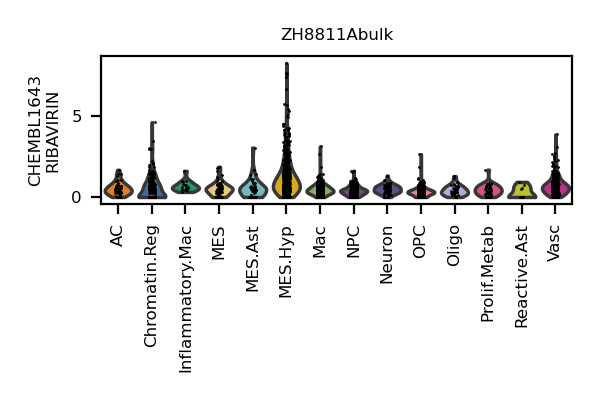 ZH8811Abulk
CHEMBL1643
RIBAVIRIN
5
0
AC
Chromatin.Reg
Inflammatory.Mac
MES
MES.Ast
MES.Hyp
Mac
NPC
Neuron
OPC
Oligo
Prolif.Metab
Reactive.Ast
Vasc